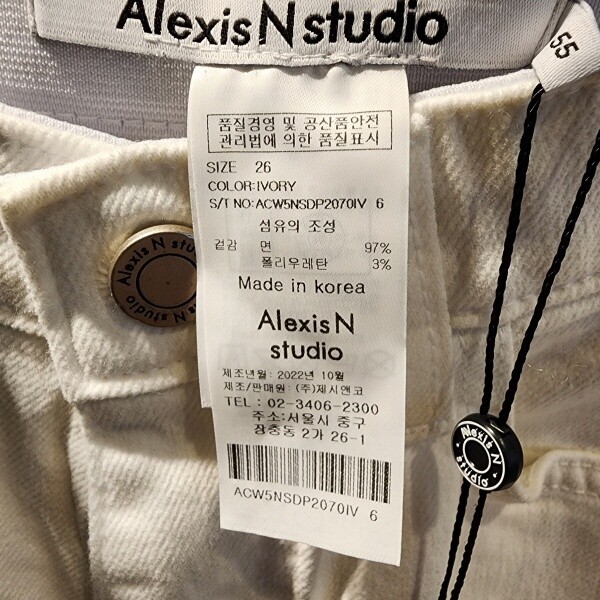 Alexis N studio
55
품질경영 및 공산품안전
관리법에 의한 품질표시
SIZE 26
COLOR:IVORY
S/T NO:ACW5NSDP2070IV 6
섬유의 조성
겉감 면 97%
폴리우레탄 3%
Made in korea
Alexis N
studio
제조년월: 2022년 10월
제조/판매원: (주)제시앤코
TEL : 02-3406-2300
주소:서울시 중구
장충동 2가 26-1
ACW5NSDP2070IV 6
Alexis N studio
studio
Alexis N
studio